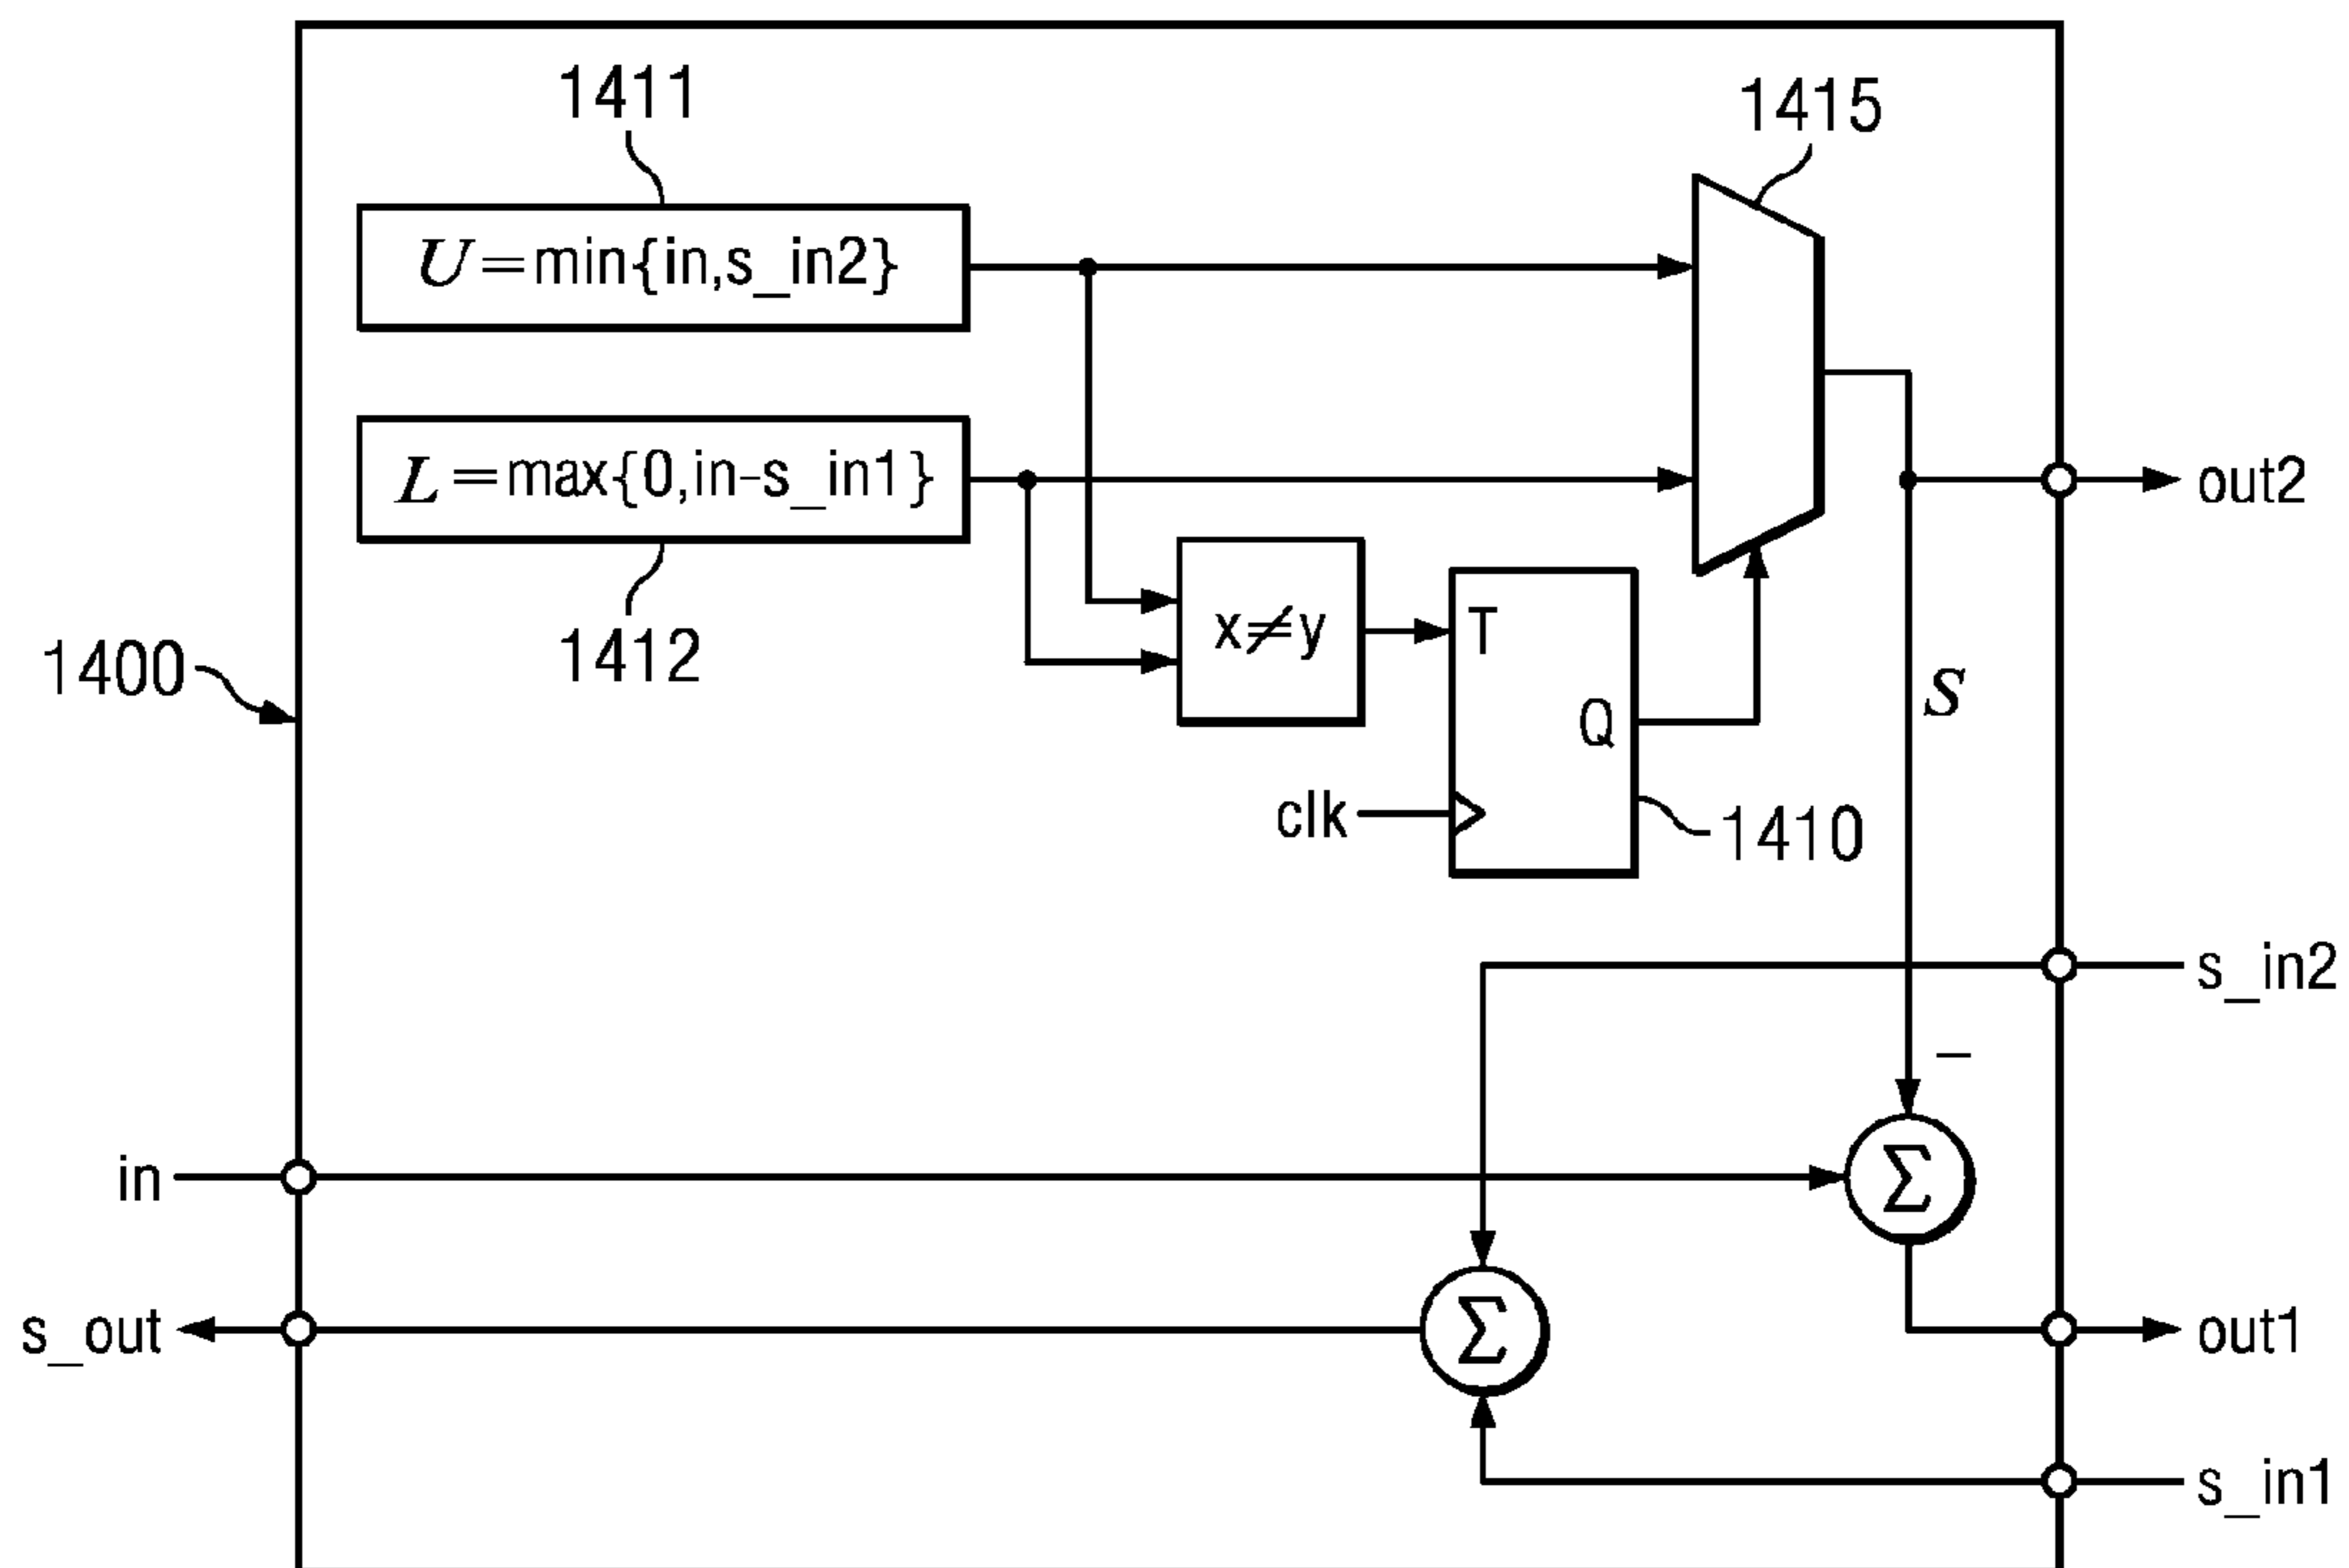 1411
1415
U=min{in,s_in2}
L=max{0,in-s_in1}
out2
x≠y
T
1400
1412
S
Q
clk
1410
s_in2
−
in
Σ
s_out
Σ
out1
s_in1